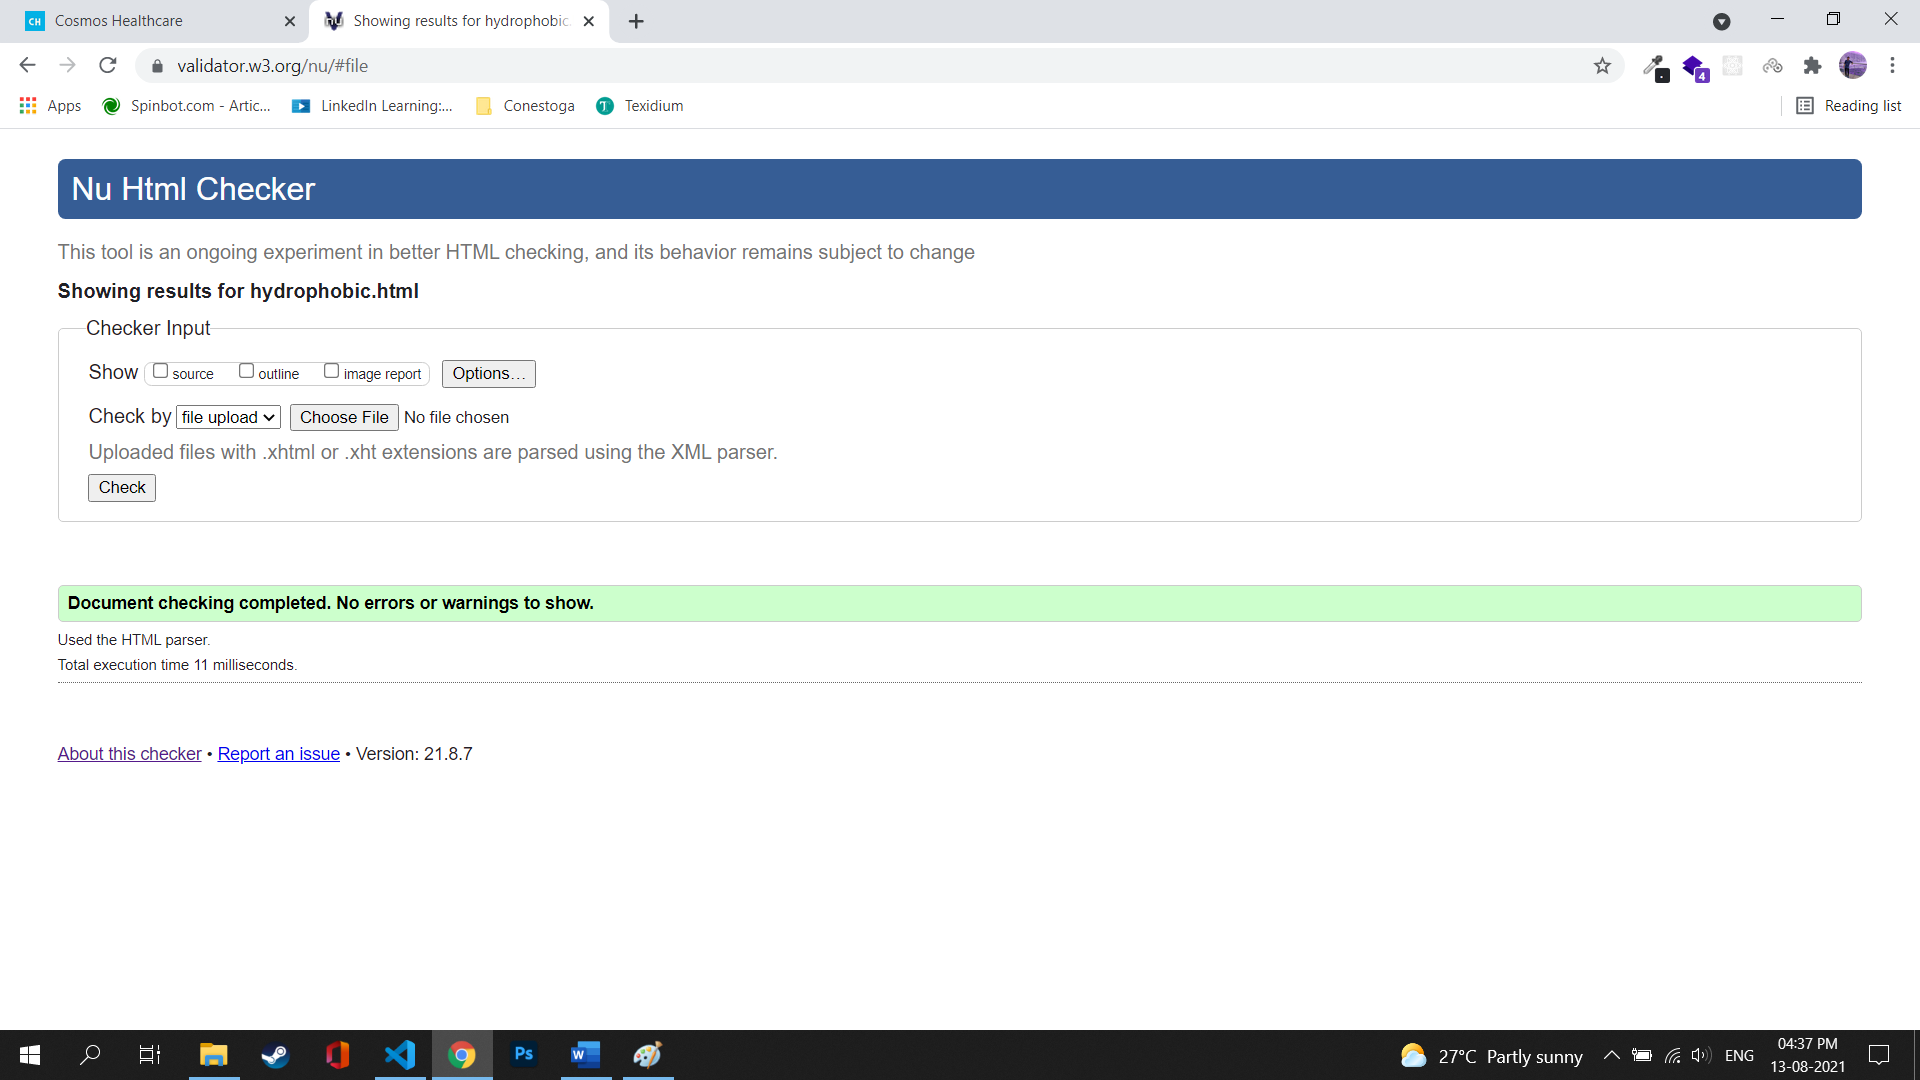 CH Cosmos Healthcare
nu Showing results for hydrophobic.
validator.w3.org/nu/#file
4
Apps Spinbot.com - Artic... LinkedIn Learning:... Conestoga T Texidium Reading list
Nu Html Checker
This tool is an ongoing experiment in better HTML checking, and its behavior remains subject to change
Showing results for hydrophobic.html
Checker Input
Show source outline image report Options...
Check by file upload Choose File No file chosen
Uploaded files with .xhtml or .xht extensions are parsed using the XML parser.
Check
Document checking completed. No errors or warnings to show.
Used the HTML parser.
Total execution time 11 milliseconds.
About this checker • Report an issue • Version: 21.8.7
Ps W 27°C Partly sunny ENG 04:37 PM
13-08-2021